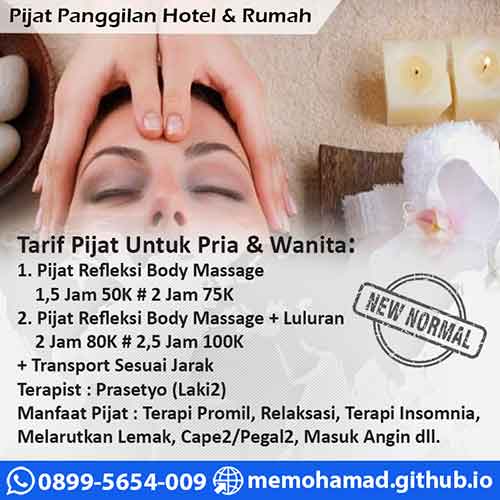 Pijat Panggilan Hotel & Rumah
Tarif Pijat Untuk Pria & Wanita:
1. Pijat Refleksi Body Massage
1,5 Jam 50K # 2 Jam 75K
2. Pijat Refleksi Body Massage + Luluran
2 Jam 80K # 2,5 Jam 100K
+ Transport Sesuai Jarak
Terapist : Prasetyo (Laki2)
Manfaat Pijat : Terapi Promil, Relaksasi, Terapi Insomnia,
Melarutkan Lemak, Cape2/Pegal2, Masuk Angin dll.
NEW NORMAL
0899-5654-009 memohamad.github.io